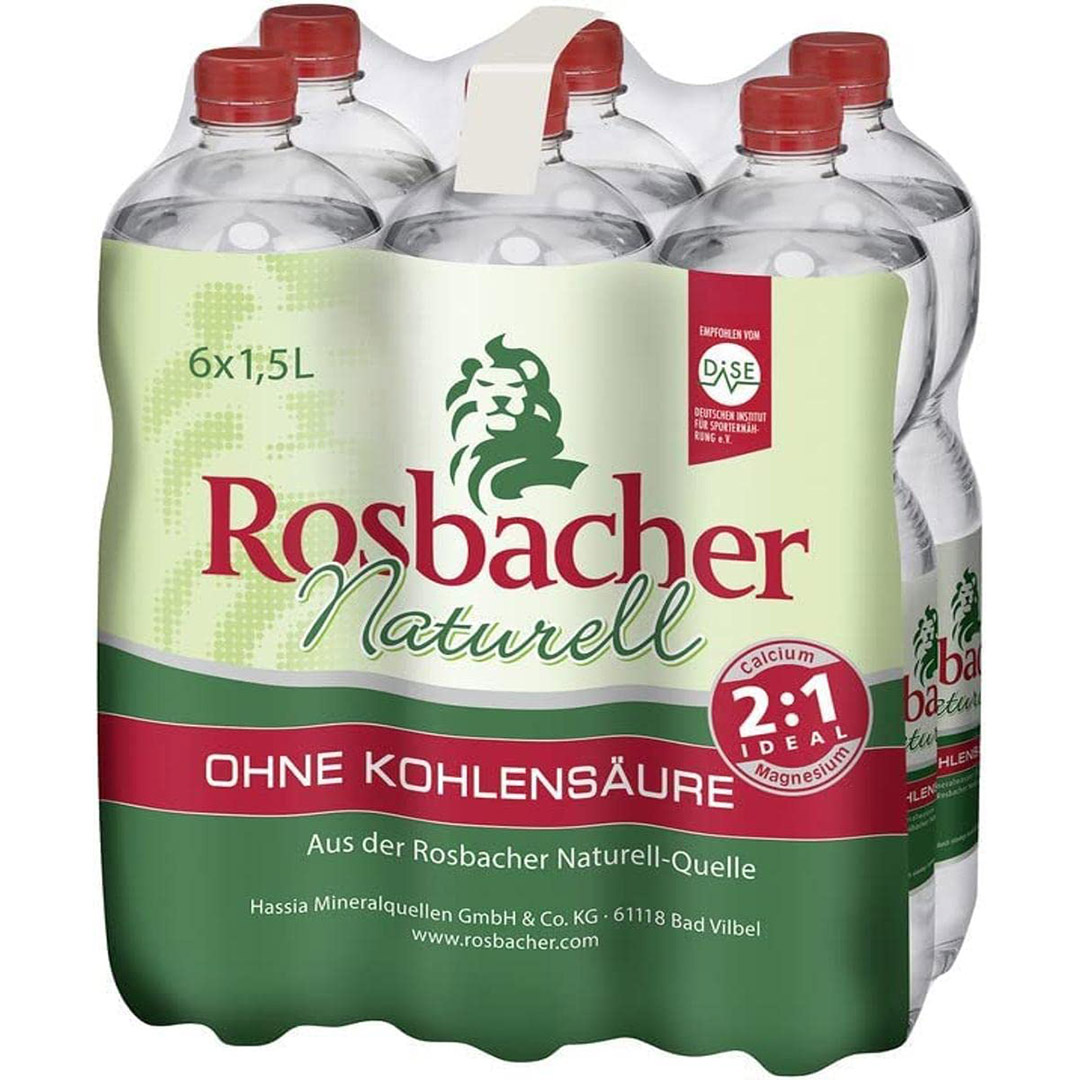 6x1,5L
EMPFOHLEN VOM
DiSE
DEUTSCHEN INSTITUT
FÜR SPORTERNÄH-
RUNG e.V.
Rosbacher
Naturell
Calcium
2:1
IDEAL
Magnesium
OHNE KOHLENSÄURE
Aus der Rosbacher Naturell-Quelle
Hassia Mineralquellen GmbH & Co. KG · 61118 Bad Vilbel
www.rosbacher.com